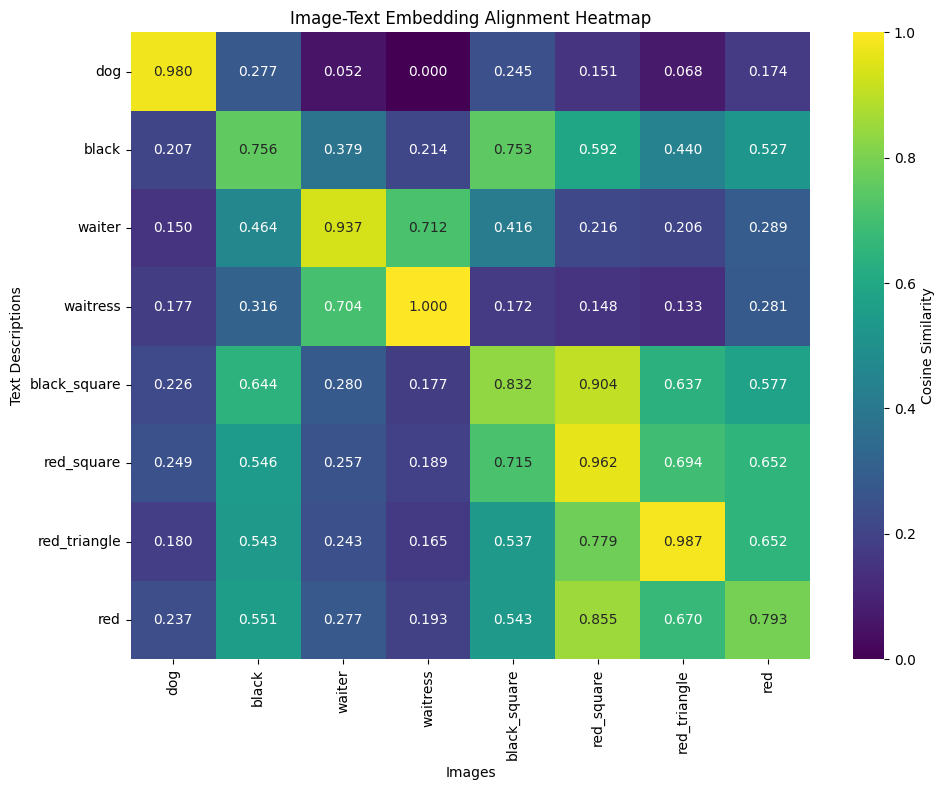 Image-Text Embedding Alignment Heatmap
dog 0.980 0.277 0.052 0.000 0.245 0.151 0.068 0.174
black 0.207 0.756 0.379 0.214 0.753 0.592 0.440 0.527
waiter 0.150 0.464 0.937 0.712 0.416 0.216 0.206 0.289
waitress 0.177 0.316 0.704 1.000 0.172 0.148 0.133 0.281
black_square 0.226 0.644 0.280 0.177 0.832 0.904 0.637 0.577
red_square 0.249 0.546 0.257 0.189 0.715 0.962 0.694 0.652
red_triangle 0.180 0.543 0.243 0.165 0.537 0.779 0.987 0.652
red 0.237 0.551 0.277 0.193 0.543 0.855 0.670 0.793
dog black waiter waitress black_square red_square red_triangle red
Images
Text Descriptions
1.0
0.8
0.6
0.4
0.2
0.0
Cosine Similarity